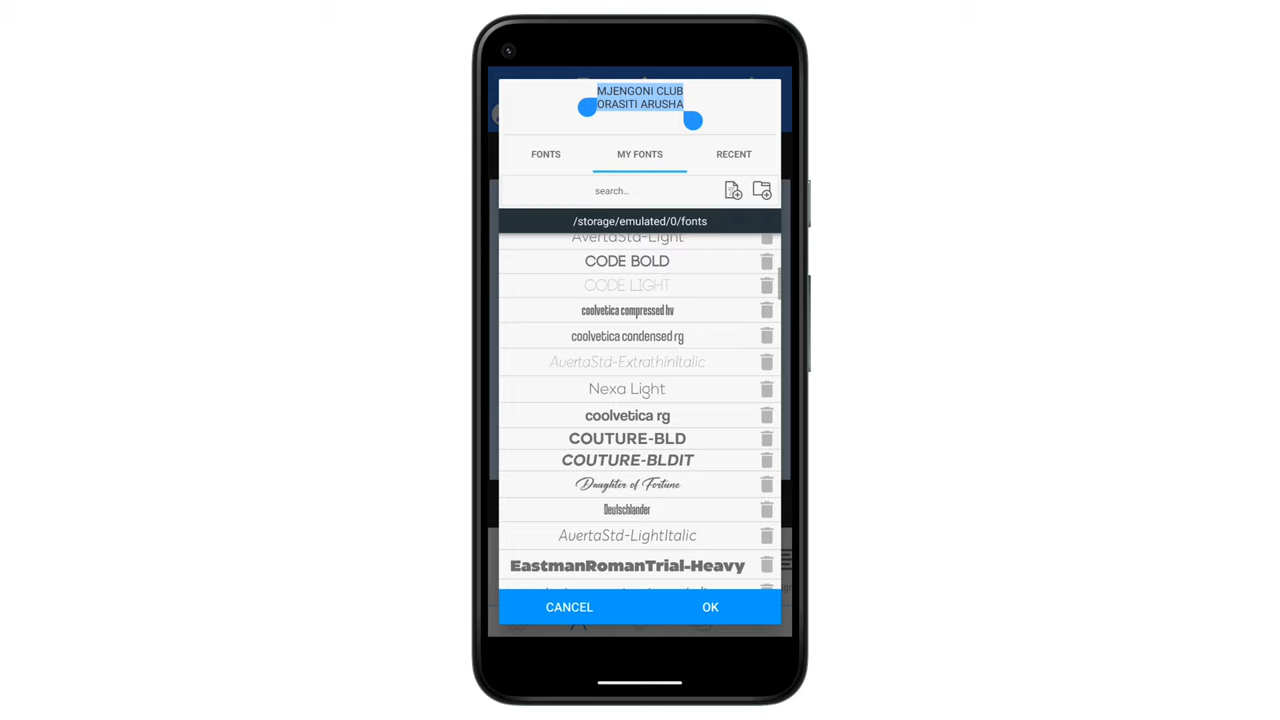 MJENGONI CLUB
ORASITI ARUSHA
FONTS MY FONTS RECENT
search...
/storage/emulated/0/fonts
AvertaStd-Light
CODE BOLD
CODE LIGHT
coolvetica compressed hv
coolvetica condensed rg
AvertaStd-ExtrathinItalic
Nexa Light
coolvetica rg
COUTURE-BLD
COUTURE-BLDIT
Daughter of Fortune
Deutschlander
AvertaStd-LightItalic
EastmanRomanTrial-Heavy
CANCEL OK